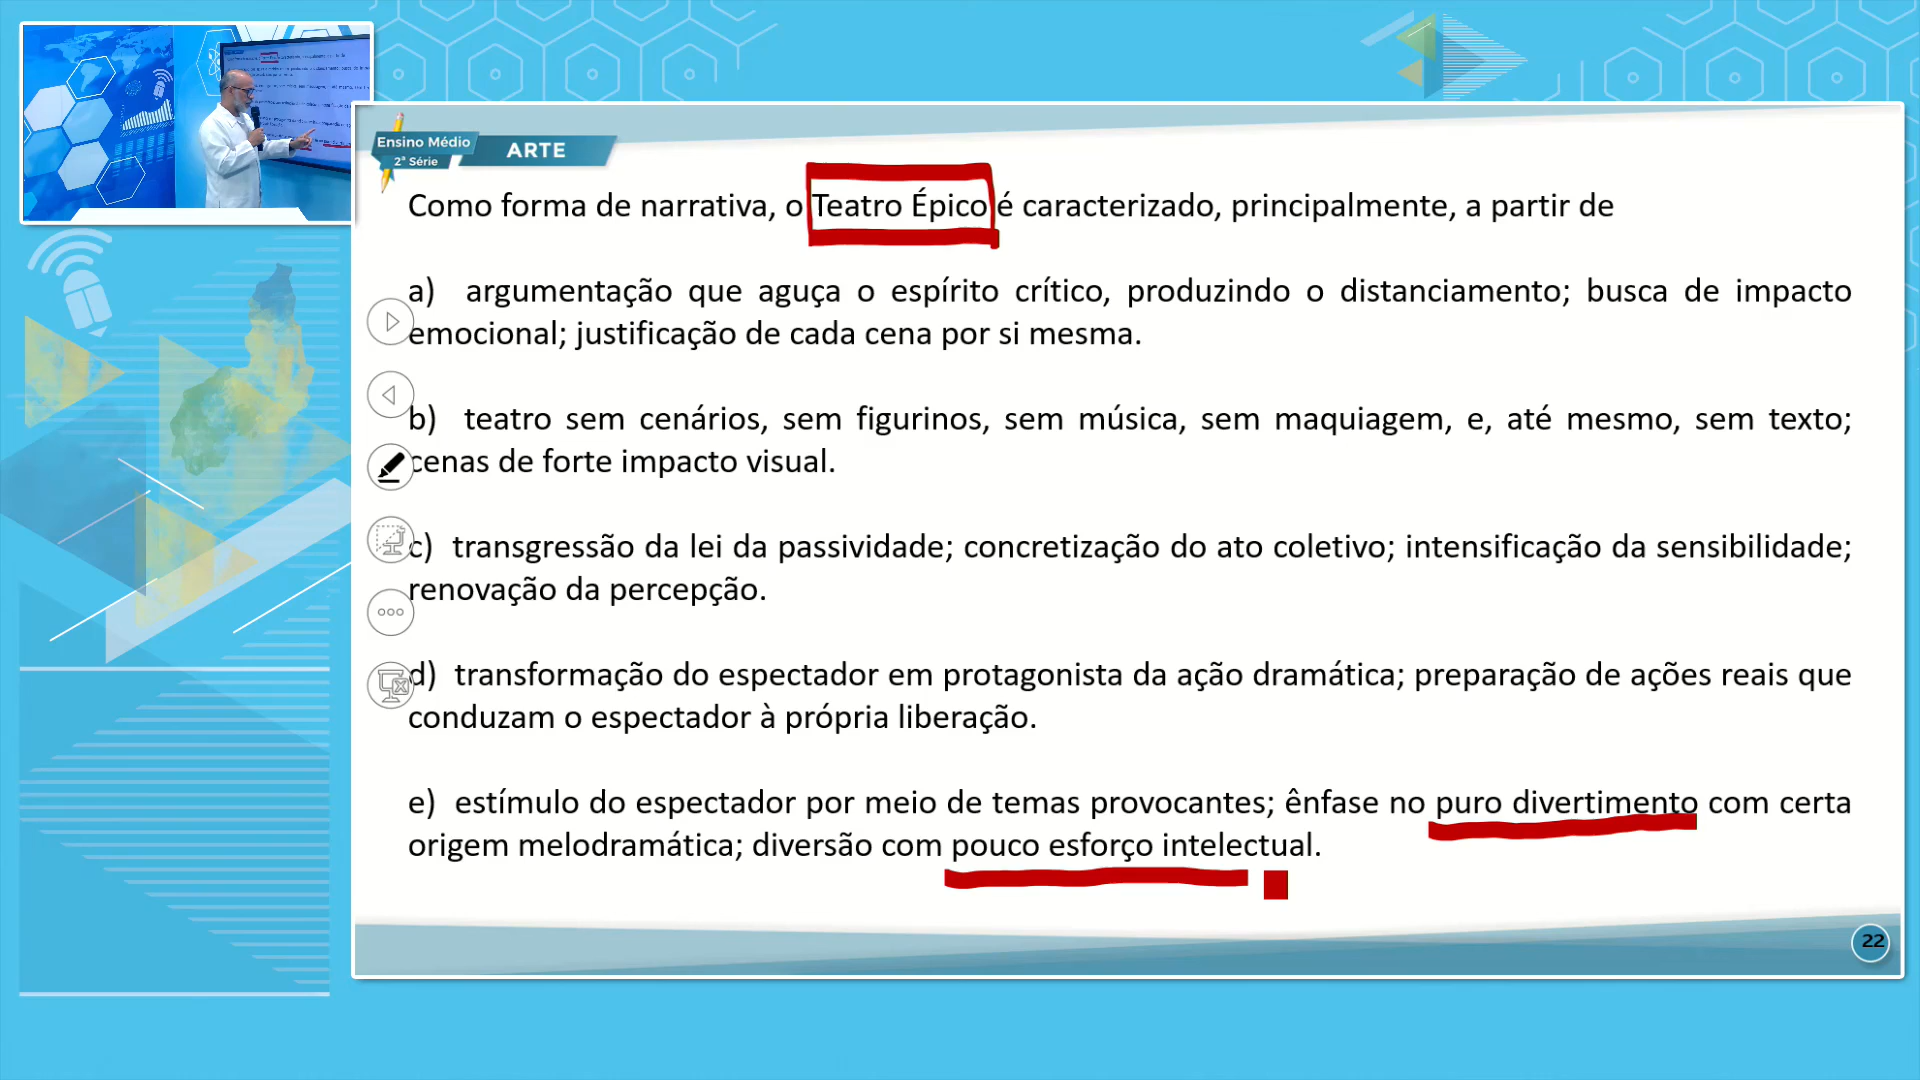 Ensino Médio
2ª Série
ARTE
Como forma de narrativa, o Teatro Épico é caracterizado, principalmente, a partir de
a) argumentação que aguça o espírito crítico, produzindo o distanciamento; busca de impacto
emocional; justificação de cada cena por si mesma.
b) teatro sem cenários, sem figurinos, sem música, sem maquiagem, e, até mesmo, sem texto;
cenas de forte impacto visual.
c) transgressão da lei da passividade; concretização do ato coletivo; intensificação da sensibilidade;
renovação da percepção.
d) transformação do espectador em protagonista da ação dramática; preparação de ações reais que
conduzam o espectador à própria liberação.
e) estímulo do espectador por meio de temas provocantes; ênfase no puro divertimento com certa
origem melodramática; diversão com pouco esforço intelectual.
22